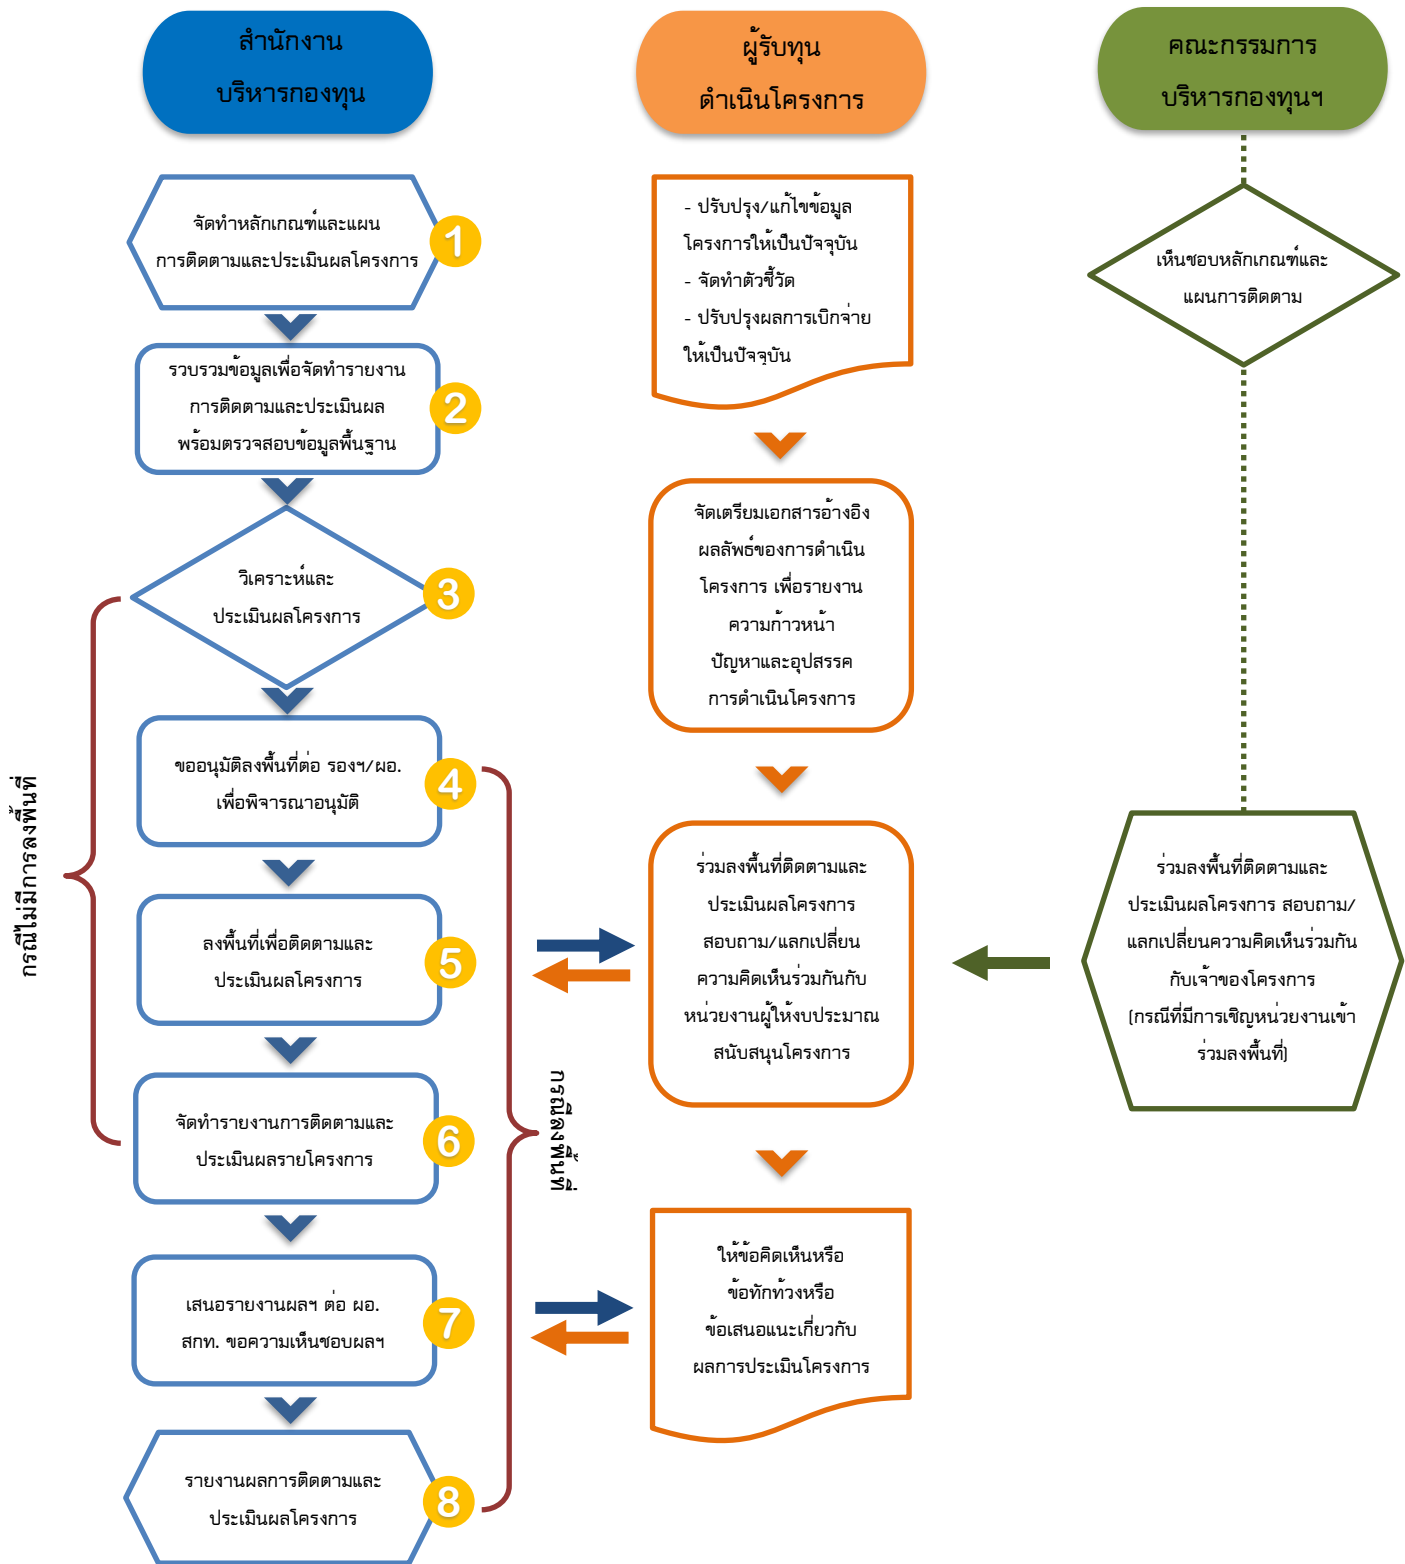 สำนักงาน
บริหารกองทุน
ผู้รับทุน
ดำเนินโครงการ
คณะกรรมการ
บริหารกองทุนฯ
จัดทำหลักเกณฑ์และแผน
การติดตามและประเมินผลโครงการ
1
รวบรวมข้อมูลเพื่อจัดทำรายงาน
การติดตามและประเมินผล
พร้อมตรวจสอบข้อมูลพื้นฐาน
2
วิเคราะห์และ
ประเมินผลโครงการ
3
ขออนุมัติลงพื้นที่ต่อ รองฯ/ผอ.
เพื่อพิจารณาอนุมัติ
4
ลงพื้นที่เพื่อติดตามและ
ประเมินผลโครงการ
5
จัดทำรายงานการติดตามและ
ประเมินผลรายโครงการ
6
เสนอรายงานผลฯ ต่อ ผอ.
สกท. ขอความเห็นชอบผลฯ
7
รายงานผลการติดตามและ
ประเมินผลโครงการ
8
กรณีไม่มีการลงพื้นที่
กรณีลงพื้นที่
- ปรับปรุง/แก้ไขข้อมูล
โครงการให้เป็นปัจจุบัน
- จัดทำตัวชี้วัด
- ปรับปรุงผลการเบิกจ่าย
ให้เป็นปัจจุบัน
จัดเตรียมเอกสารอ้างอิง
ผลลัพธ์ของการดำเนิน
โครงการ เพื่อรายงาน
ความก้าวหน้า
ปัญหาและอุปสรรค
การดำเนินโครงการ
ร่วมลงพื้นที่ติดตามและ
ประเมินผลโครงการ
สอบถาม/แลกเปลี่ยน
ความคิดเห็นร่วมกันกับ
หน่วยงานผู้ให้งบประมาณ
สนับสนุนโครงการ
ให้ข้อคิดเห็นหรือ
ข้อทักท้วงหรือ
ข้อเสนอแนะเกี่ยวกับ
ผลการประเมินโครงการ
เห็นชอบหลักเกณฑ์และ
แผนการติดตาม
ร่วมลงพื้นที่ติดตามและ
ประเมินผลโครงการ สอบถาม/
แลกเปลี่ยนความคิดเห็นร่วมกัน
กับเจ้าของโครงการ
(กรณีที่มีการเชิญหน่วยงานเข้า
ร่วมลงพื้นที่)